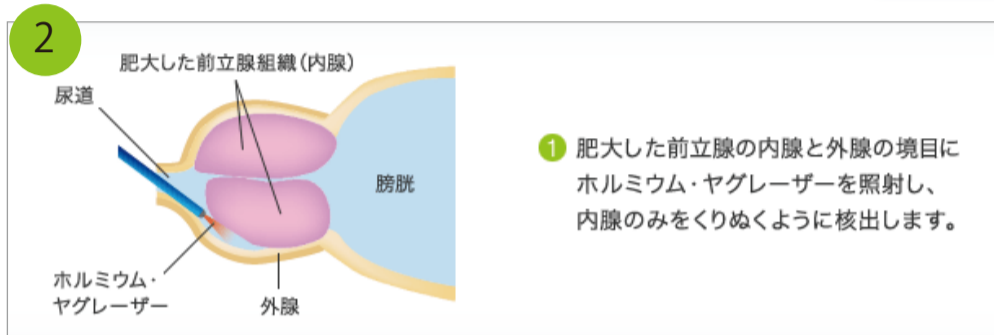 2
肥大した前立腺組織（内腺）
尿道
膀胱
ホルミウム・
ヤグレーザー
外腺
1 肥大した前立腺の内腺と外腺の境目に
ホルミウム・ヤグレーザーを照射し、
内腺のみをくりぬくように核出します。